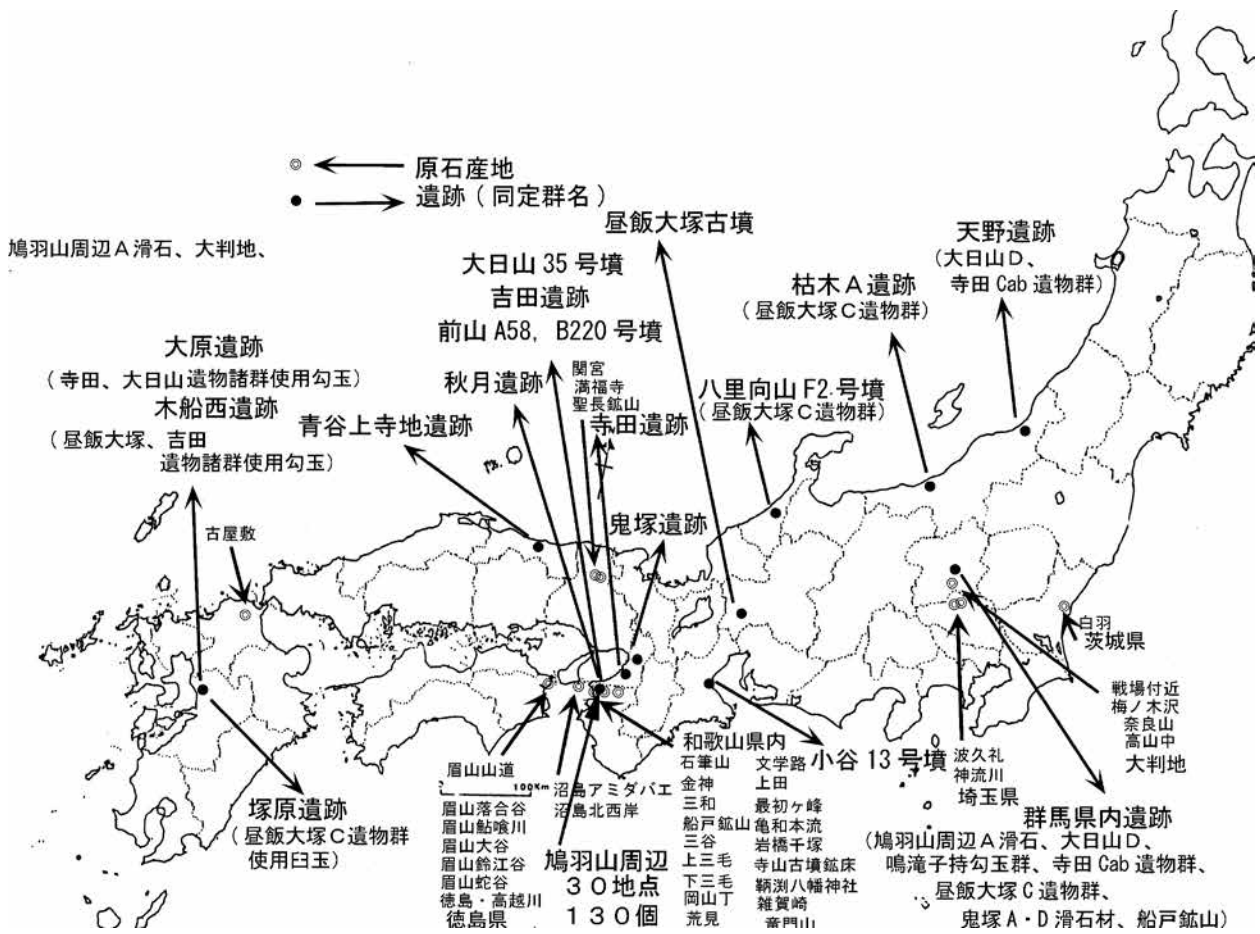 原石産地
遺跡（同定群名）
鳩羽山周辺Ａ滑石、大判地、
昼飯大塚古墳
天野遺跡
（大日山Ｄ、
寺田 Cab 遺物群）
大日山 35 号墳
吉田遺跡
前山 A58，B220 号墳
枯木Ａ遺跡
（昼飯大塚Ｃ遺物群）
大原遺跡
（寺田、大日山遺物諸群使用勾玉）
木船西遺跡
（昼飯大塚、吉田
遺物諸群使用勾玉）
秋月遺跡
関宮
満福寺
聖長鉱山
寺田遺跡
八里向山 F2 号墳
（昼飯大塚Ｃ遺物群）
青谷上寺地遺跡
鬼塚遺跡
古屋敷
白羽
茨城県
戦場付近
梅ノ木沢
奈良山
高山中
大判地
波久礼
神流川
埼玉県
小谷 13 号墳
和歌山県内
石筆山
金神
三和
船戸鉱山
三谷
上三毛
下三毛
岡山丁
荒見
文学路
上田
最初ヶ峰
亀和本流
岩橋千塚
寺山古墳鉱床
鞆渕八幡神社
雑賀崎
竜門山
眉山山道
100Km
沼島アミダバエ
沼島北西岸
眉山落合谷
眉山鮎喰川
眉山大谷
眉山鈴江谷
眉山蛇谷
徳島・高越川
徳島県
鳩羽山周辺
３０地点
１３０個
塚原遺跡
（昼飯大塚Ｃ遺物群
使用臼玉）
群馬県内遺跡
（鳩羽山周辺Ａ滑石、大日山Ｄ、
鳴滝子持勾玉群、寺田 Cab 遺物群、
昼飯大塚Ｃ遺物群、
鬼塚Ａ・Ｄ滑石材、船戸鉱山）